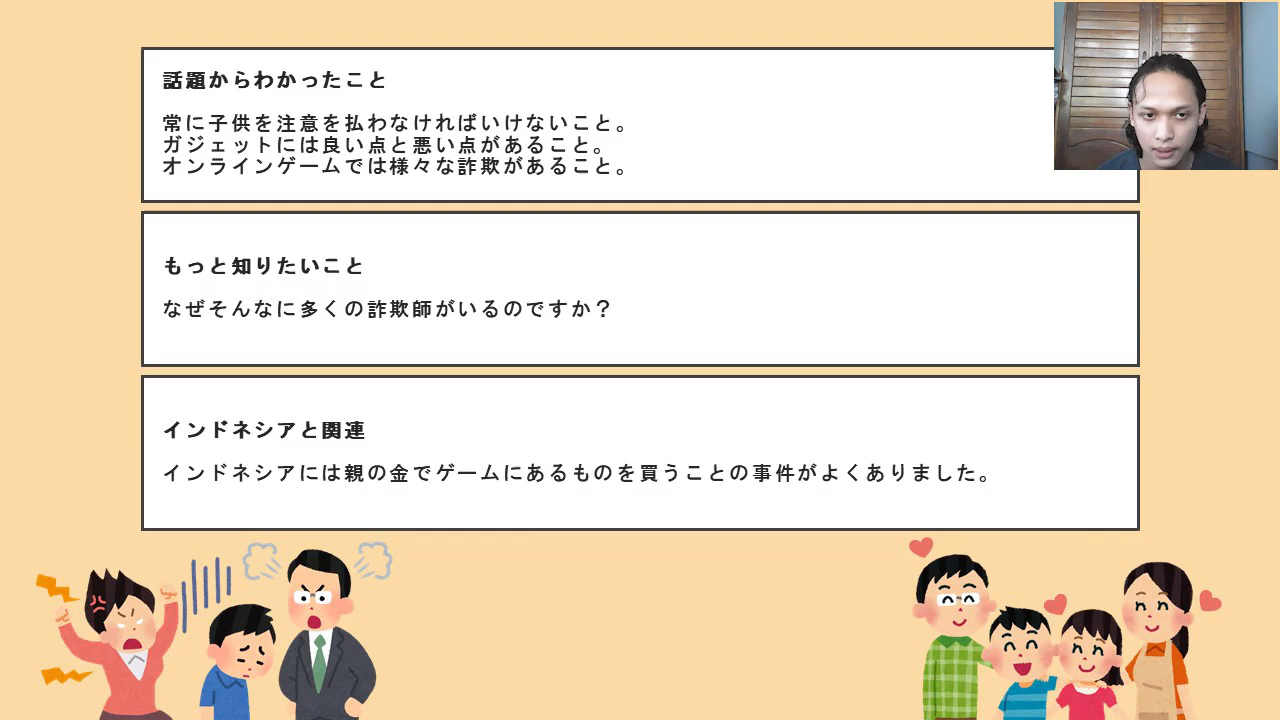 話題からわかったこと
常に子供を注意を払わなければいけないこと。
ガジェットには良い点と悪い点があること。
オンラインゲームでは様々な詐欺があること。
もっと知りたいこと
なぜそんなに多くの詐欺師がいるのですか？
インドネシアと関連
インドネシアには親の金でゲームにあるものを買うことの事件がよくありました。